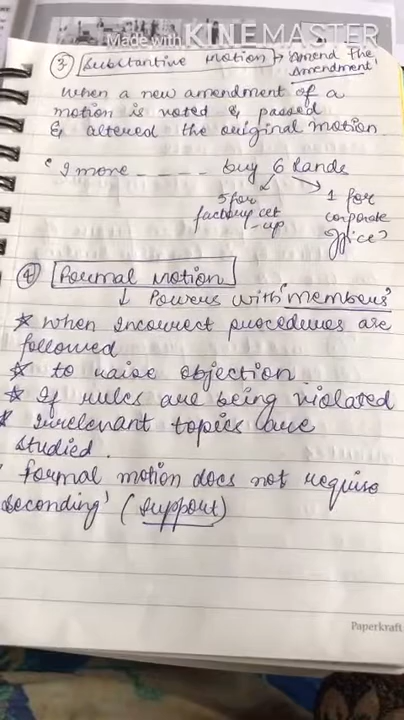 Made with KINEMASTER
③ Substantive Motion → 'Amend the
Amendment'
When a new amendment of a
motion is voted & passed
& altered the original motion
"I move _ _ _ _ _ buy 6 lands
5 for
factory set
-up
1 for
corporate
office"
④ Formal Motion
↓ Powers with "members"
* When incorrect procedures are
followed
* to raise objection
* If rules are being violated
* irrelevant topics are
studied.
' formal motion does not require
seconding' (support)
Paperkraft